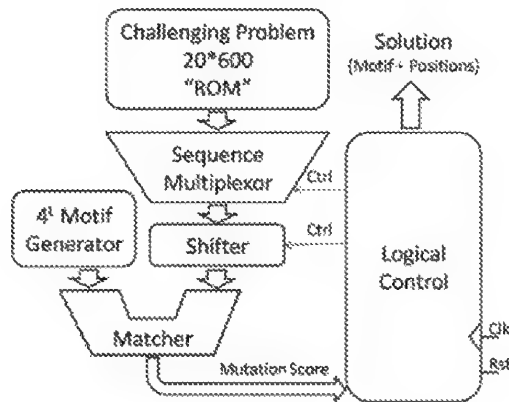 Challenging Problem
20*600
"ROM"
Solution
(Motif + Positions)
Sequence
Multiplexor
Ctrl
4^l Motif
Generator
Shifter
Ctrl
Logical
Control
Matcher
Clk
Mutation Score
Rst